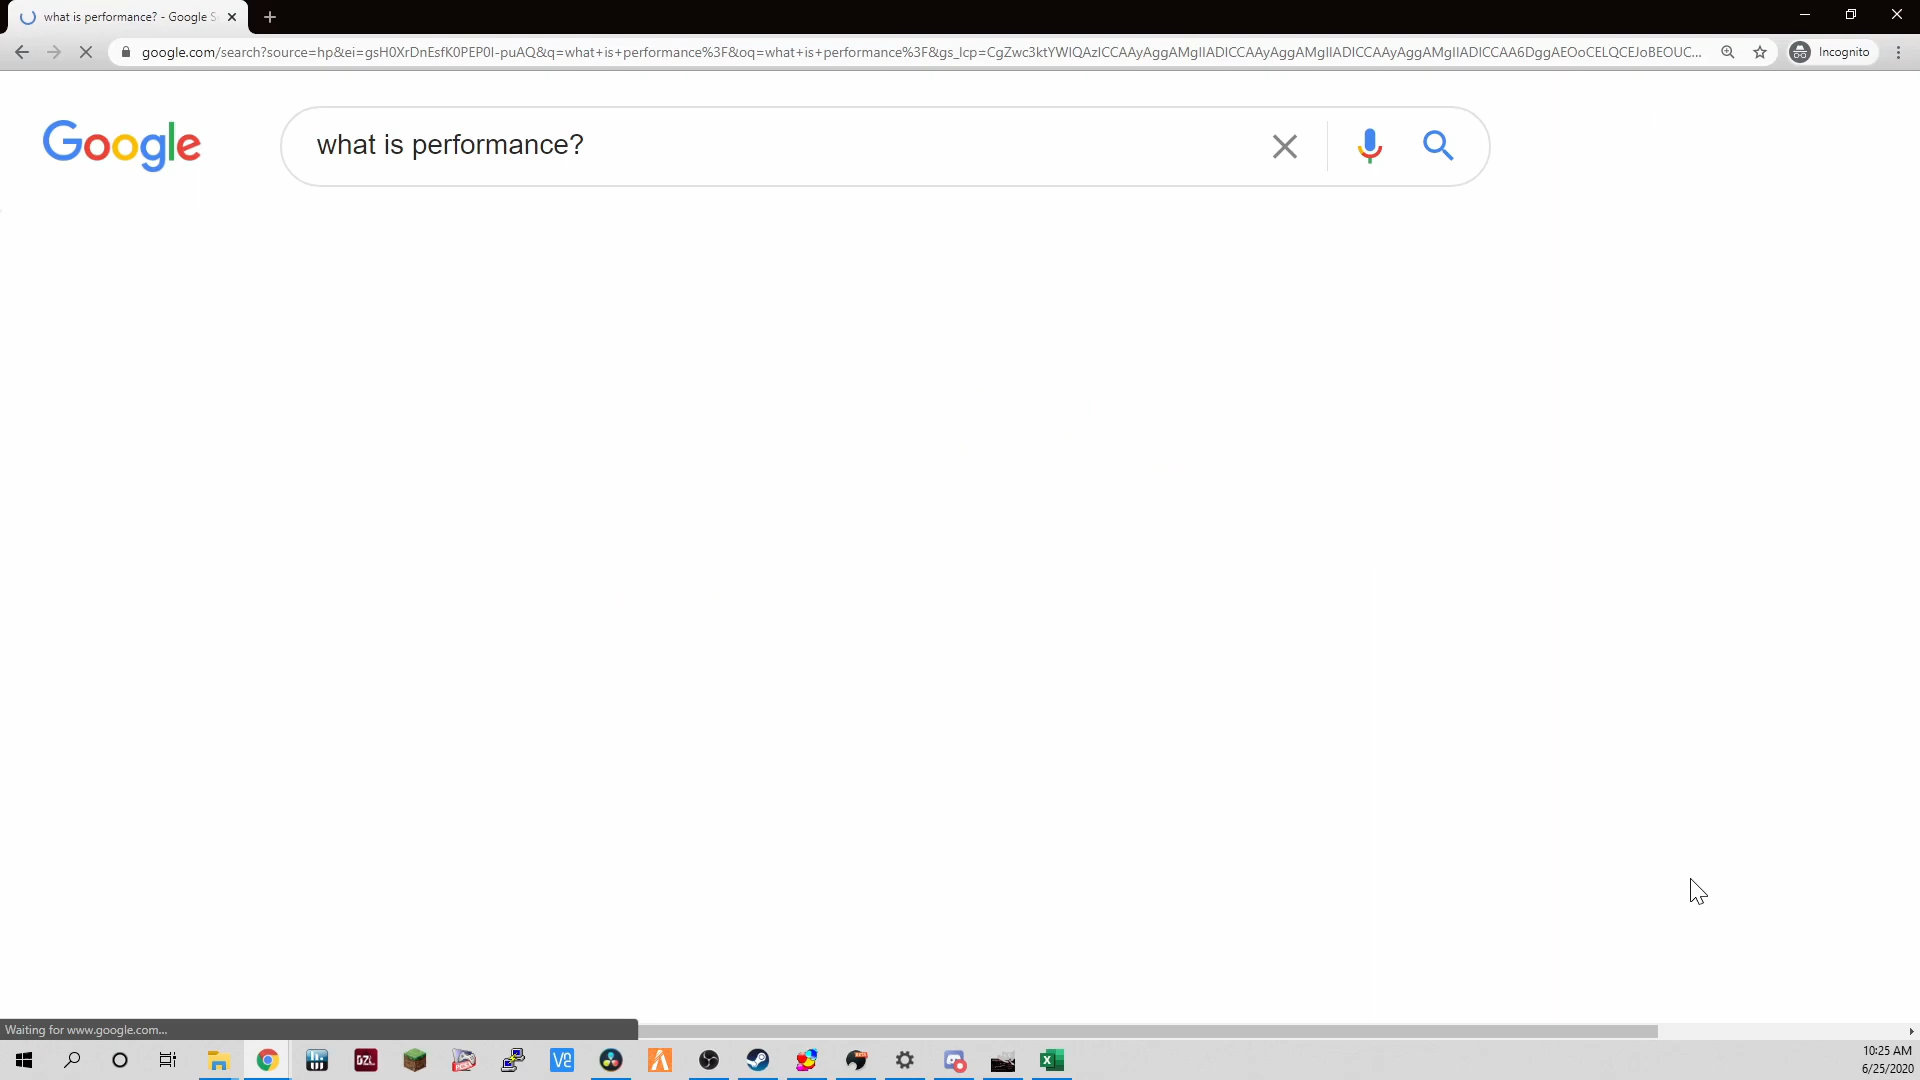 what is performance? - Google S
google.com/search?source=hp&ei=gsH0XrDnEsfK0PEP0I-puAQ&q=what+is+performance%3F&oq=what+is+performance%3F&gs_lcp=CgZwc3ktYWIQAzICCAAyAggAMgIIADICCAAyAggAMgIIADICCAAyAggAMgIIADICCAA6DggAEOoCELQCEJoBEOUC...
Incognito
Google
what is performance?
Waiting for www.google.com...
DZL
10:25 AM
6/25/2020